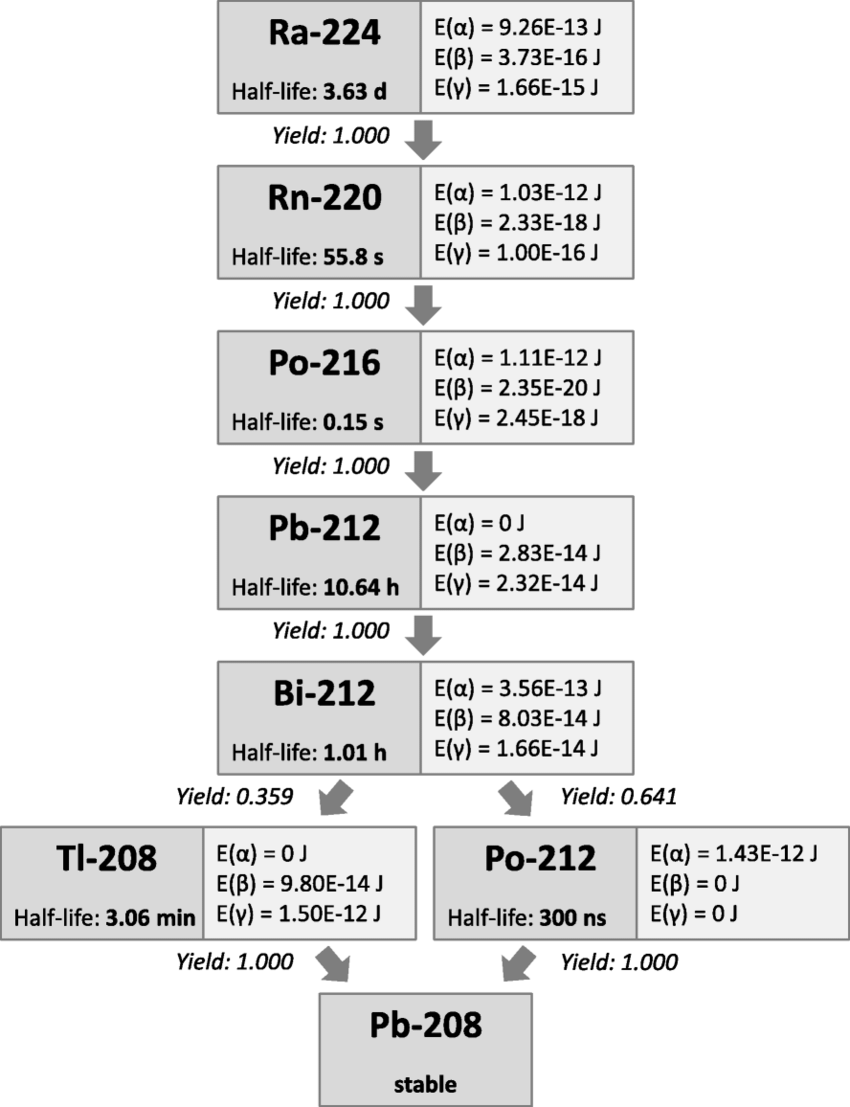 Ra-224
Half-life: 3.63 d
E(α) = 9.26E-13 J
E(β) = 3.73E-16 J
E(γ) = 1.66E-15 J
Yield: 1.000
Rn-220
Half-life: 55.8 s
E(α) = 1.03E-12 J
E(β) = 2.33E-18 J
E(γ) = 1.00E-16 J
Yield: 1.000
Po-216
Half-life: 0.15 s
E(α) = 1.11E-12 J
E(β) = 2.35E-20 J
E(γ) = 2.45E-18 J
Yield: 1.000
Pb-212
Half-life: 10.64 h
E(α) = 0 J
E(β) = 2.83E-14 J
E(γ) = 2.32E-14 J
Yield: 1.000
Bi-212
Half-life: 1.01 h
E(α) = 3.56E-13 J
E(β) = 8.03E-14 J
E(γ) = 1.66E-14 J
Yield: 0.359
Yield: 0.641
Tl-208
Half-life: 3.06 min
E(α) = 0 J
E(β) = 9.80E-14 J
E(γ) = 1.50E-12 J
Po-212
Half-life: 300 ns
E(α) = 1.43E-12 J
E(β) = 0 J
E(γ) = 0 J
Yield: 1.000
Yield: 1.000
Pb-208
stable